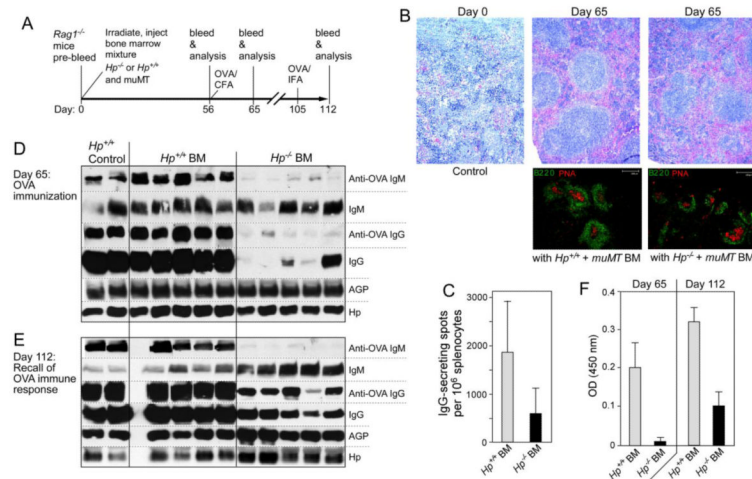 A
Rag1-/-
mice
pre-bleed
Irradiate, inject
bone marrow
mixture
Hp-/- or Hp+/+
and muMT
bleed
&
analysis
OVA/
CFA
bleed
&
analysis
OVA/
IFA
bleed
&
analysis
Day: 0 56 65 105 112
B
Day 0 Day 65 Day 65
Control
B220 PNA B220 PNA
with Hp+/+ + muMT BM with Hp-/- + muMT BM
D
Hp+/+
Control
Hp+/+ BM
Hp-/- BM
Day 65:
OVA
immunization
Anti-OVA IgM
IgM
Anti-OVA IgG
IgG
AGP
Hp
E
Day 112:
Recall of
OVA immune
response
Anti-OVA IgM
IgM
Anti-OVA IgG
IgG
AGP
Hp
C
IgG-secreting spots
per 10^6 splenocytes
3000
2000
1000
0
Hp+/+ BM
Hp-/- BM
F
Day 65 Day 112
OD (450 nm)
0.4
0.3
0.2
0.1
0
Hp+/+ BM
Hp-/- BM
Hp+/+ BM
Hp-/- BM